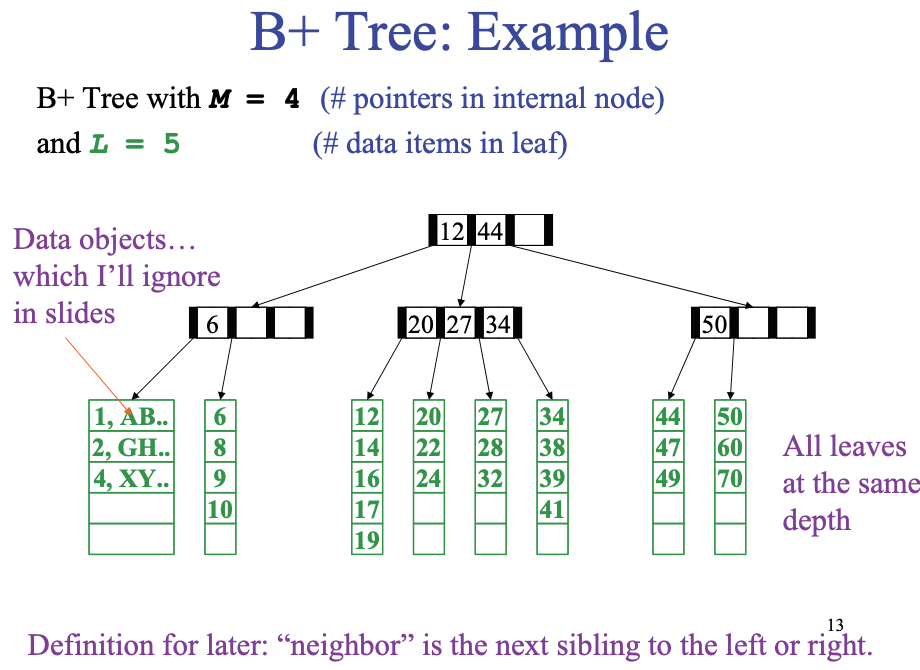 B+ Tree: Example
B+ Tree with M = 4 (# pointers in internal node)
and L = 5 (# data items in leaf)
Data objects…
which I'll ignore
in slides
12 44
6
20 27 34
50
1, AB.. 6 12 20 27 34 44 50
2, GH.. 8 14 22 28 38 47 60
4, XY.. 9 16 24 32 39 49 70
10 17 41
19
All leaves
at the same
depth
13
Definition for later: "neighbor" is the next sibling to the left or right.